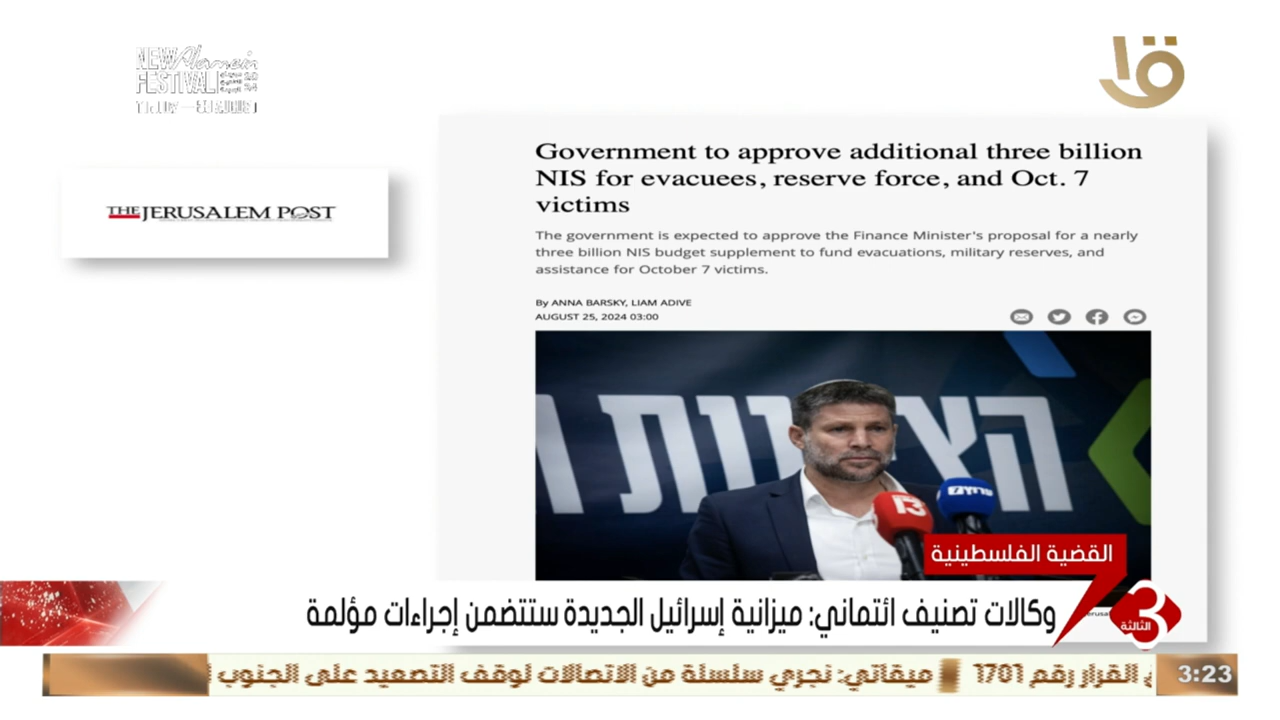 NEW Alamein
FESTIVAL
THE JERUSALEM POST
Government to approve additional three billion
NIS for evacuees, reserve force, and Oct. 7
victims
The government is expected to approve the Finance Minister's proposal for a nearly
three billion NIS budget supplement to fund evacuations, military reserves, and
assistance for October 7 victims.
By ANNA BARSKY, LIAM ADIVE
AUGUST 25, 2024 03:00
הציונות
13
ערוץ
القضية الفلسطينية
وكالات تصنيف ائتماني: ميزانية إسرائيل الجديدة ستتضمن إجراءات مؤلمة
3
الثالثة
القرار رقم 1701
ميقاتي: نجري سلسلة من الاتصالات لوقف التصعيد على الجنوب
3:23